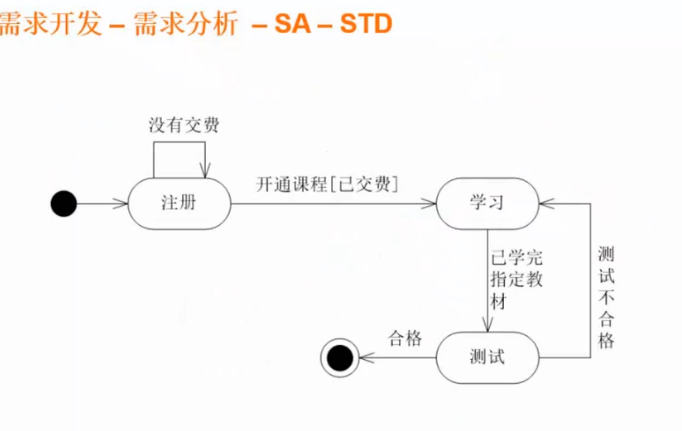 需求开发 – 需求分析 – SA – STD
没有交费
注册
开通课程[已交费]
学习
已学完
指定教
材
测试不合格
合格
测试